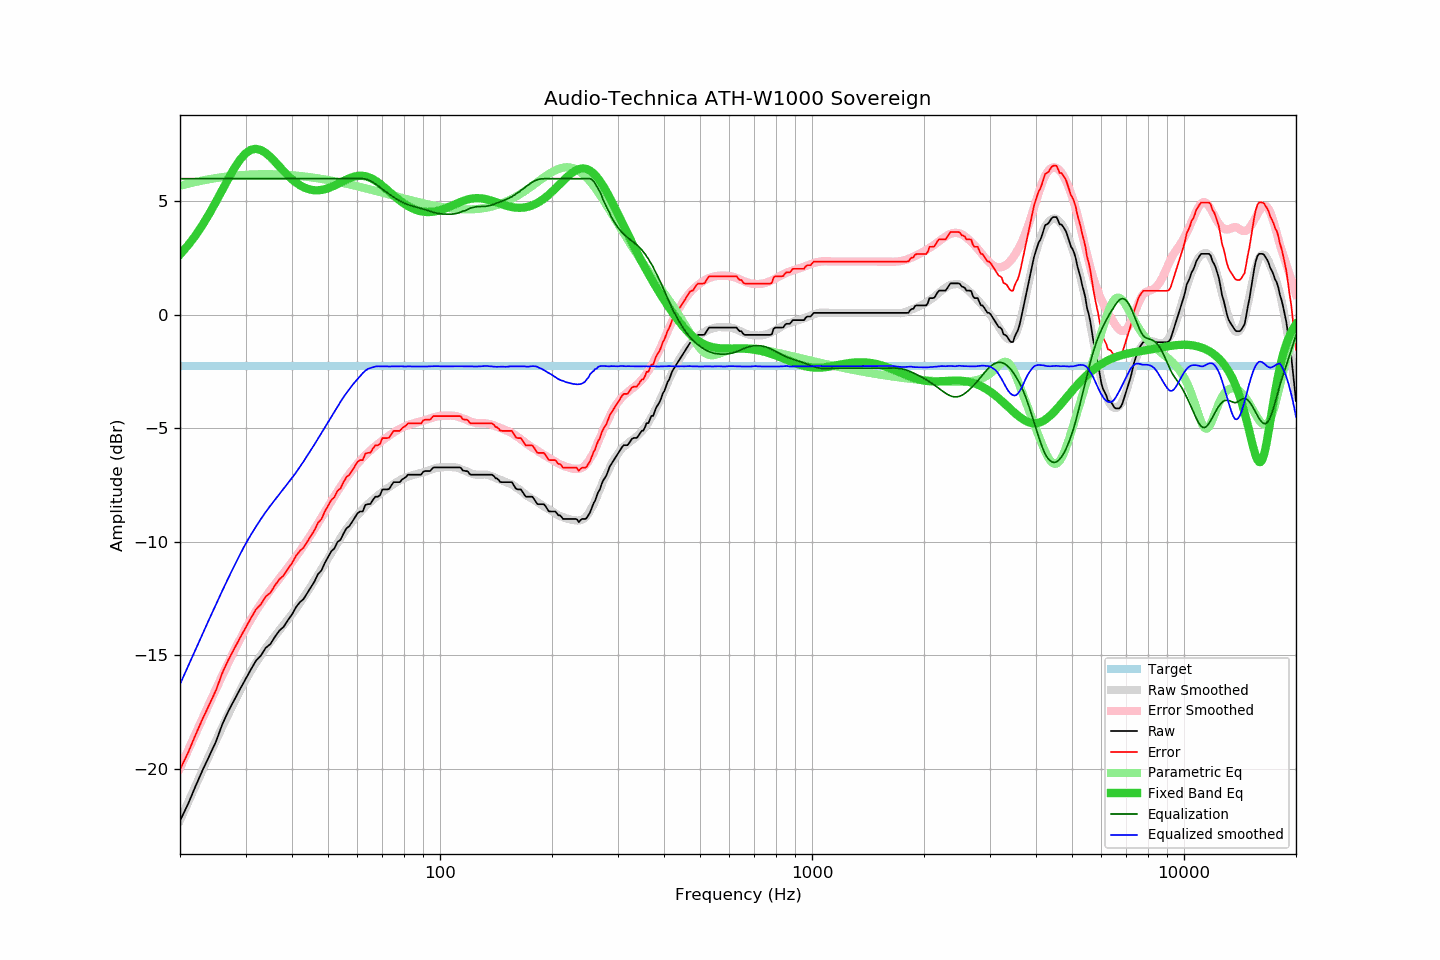 Audio-Technica ATH-W1000 Sovereign
Amplitude (dBr)
5
0
−5
−10
−15
−20
100
1000
10000
Frequency (Hz)
Target
Raw Smoothed
Error Smoothed
Raw
Error
Parametric Eq
Fixed Band Eq
Equalization
Equalized smoothed